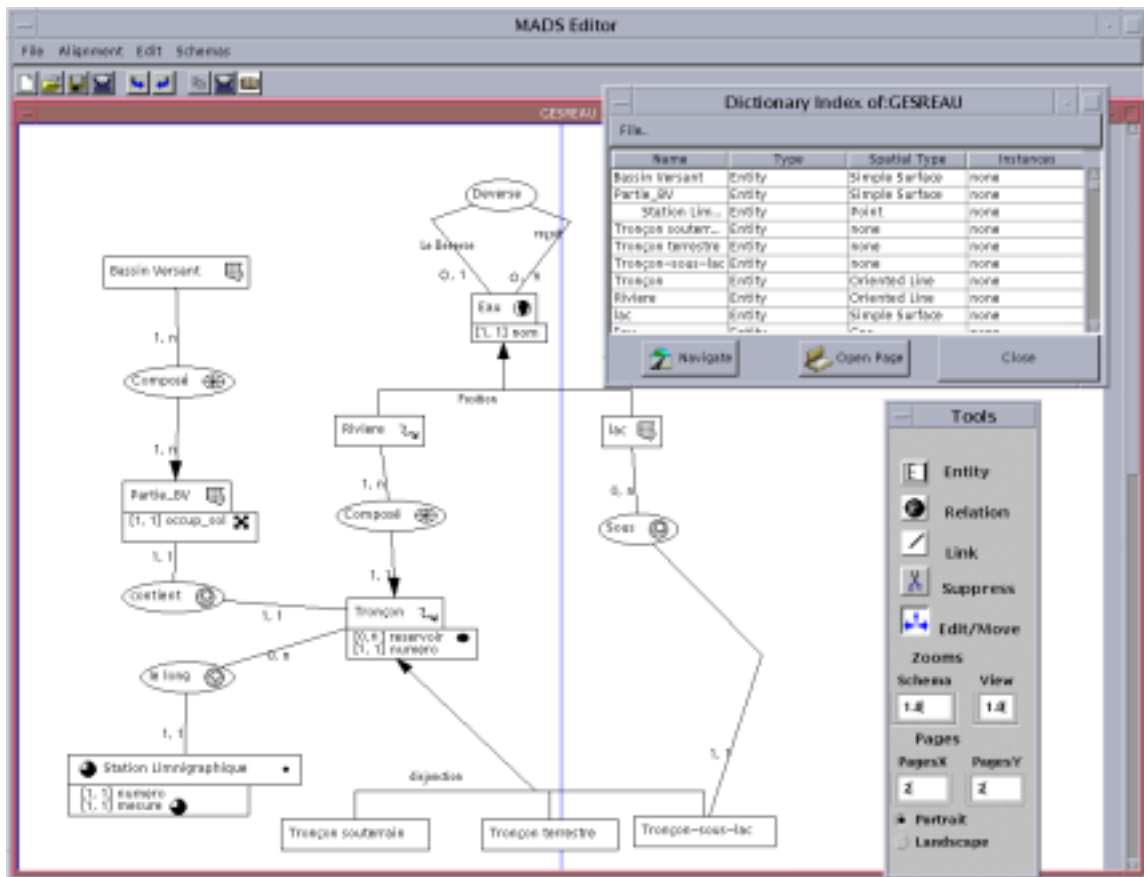 MADS Editor
File Alignment Edit Schemas
GESREAU
Dictionary Index of:GESREAU
File..
Name Type Spatial Type Instances
Bassin Versant Entity Simple Surface none
Partie_BV Entity Simple Surface none
Station Lim... Entity Point none
Tronçon souterr... Entity none none
Tronçon terrestre Entity none none
Tronçon-sous-lac Entity none none
Tronçon Entity Oriented Line none
Riviere Entity Oriented Line none
lac Entity Simple Surface none
Eau Entity Geo none
Navigate Open Page Close
Deverse
Le Deverse
0, 1
0, n
Bassin Versant
Eau
[1, 1] nom
1, n
Composé
Position
Riviere
lac
1, n
Partie_BV
[1, 1] occup_sol
1, n
0, n
Composé
Sous
1, 1
1, 1
contient
1, 1
Tronçon
[0,n] reservoir
[1, 1] numero
0, n
le long
1, 1
1, 1
Station Limnigraphique
[1, 1] numero
[1, 1] mesure
disjonction
Tronçon souterrain
Tronçon terrestre
Tronçon-sous-lac
Tools
Entity
Relation
Link
Suppress
Edit/Move
Zooms
Schema View
1.0 1.0
Pages
PagesX PagesY
2 2
Portrait
Landscape